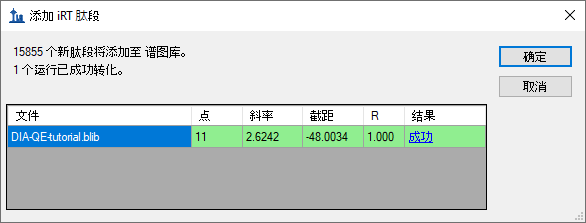 添加 iRT 肽段
15855 个新肽段将添加至 谱图库。
1 个运行已成功转化。
确定
取消
文件 点 斜率 截距 R 结果
DIA-QE-tutorial.blib 11 2.6242 -48.0034 1.000 成功